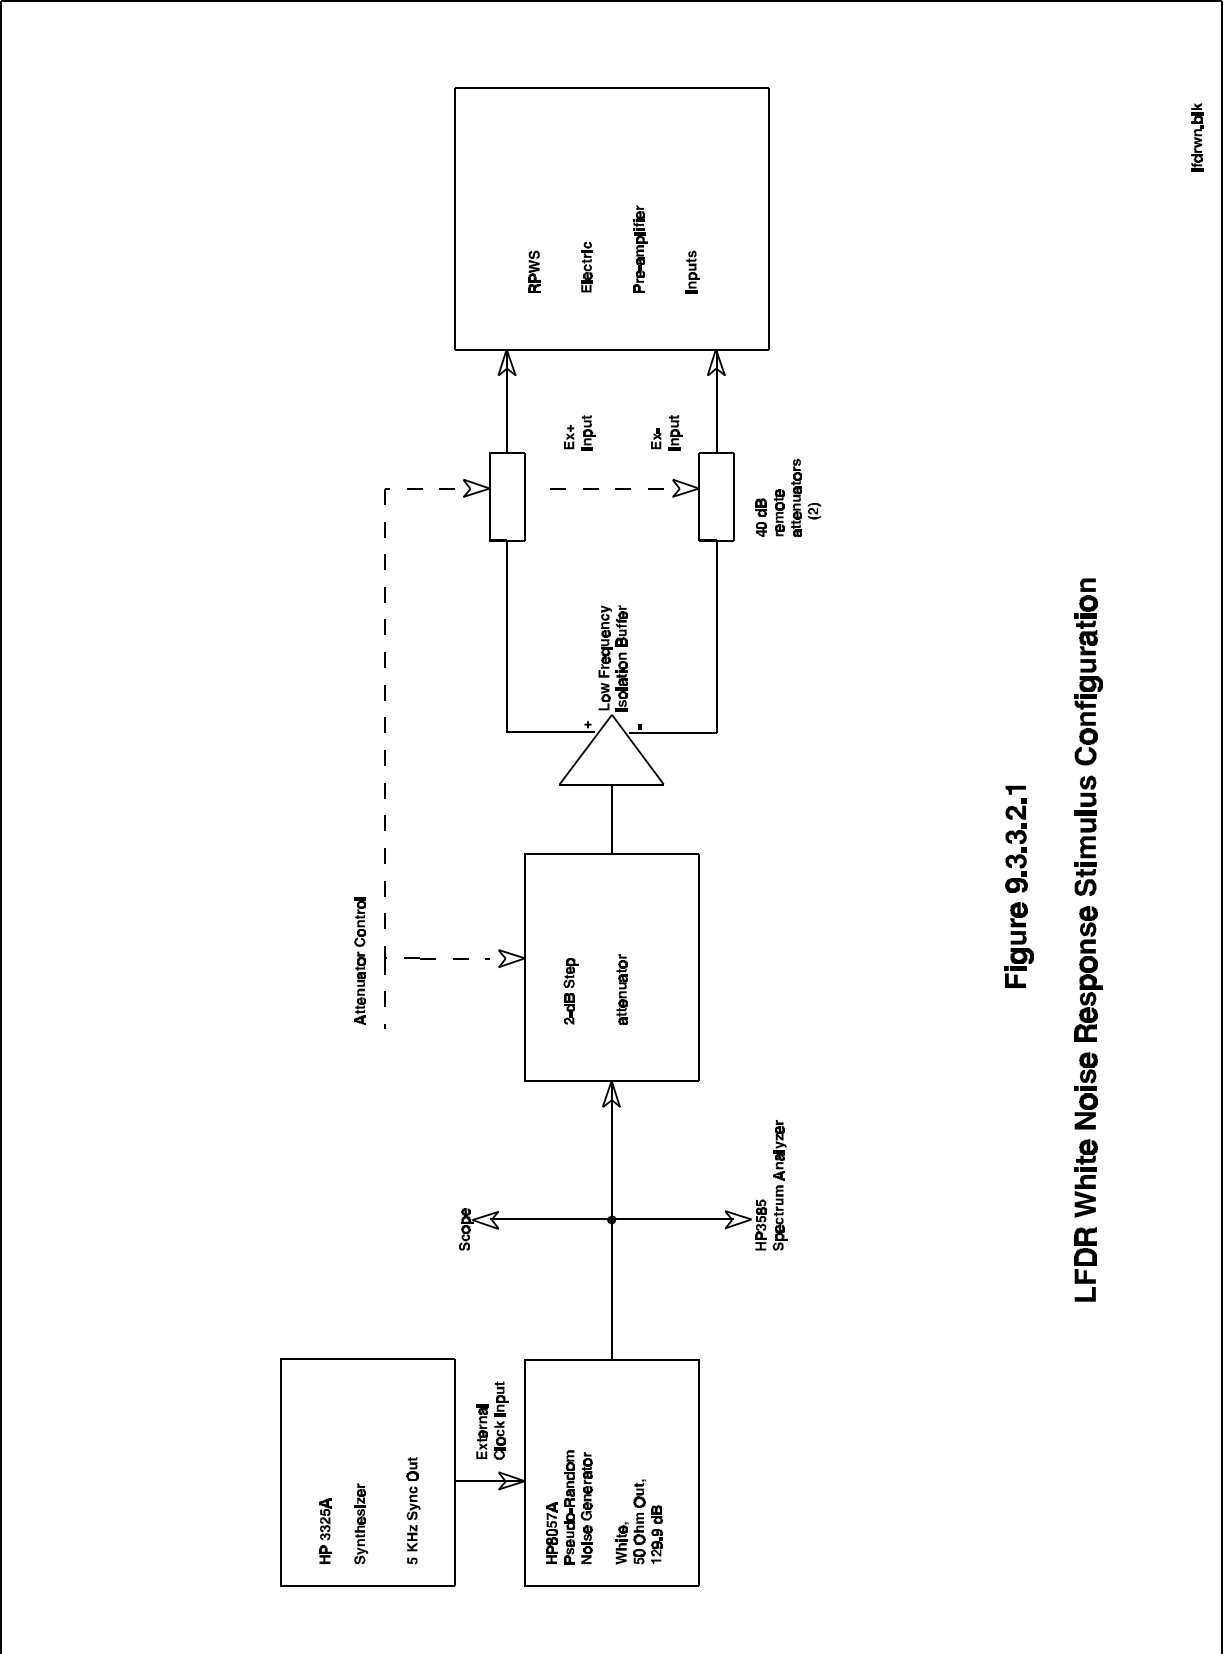 HP 3325A
Synthesizer
5 KHz Sync Out
External
Clock Input
HP8057A
Pseudo-Random
Noise Generator
White,
50 Ohm Out,
129.9 dB
Scope
HP3585
Spectrum Analyzer
Attenuator Control
2-dB Step
attenuator
+
-
Low Frequency
Isolation Buffer
Ex+
Input
Ex-
Input
40 dB
remote
attenuators
(2)
RPWS
Electric
Pre-amplifier
Inputs
Figure 9.3.3.2.1
LFDR White Noise Response Stimulus Configuration
lfdrwn.blk